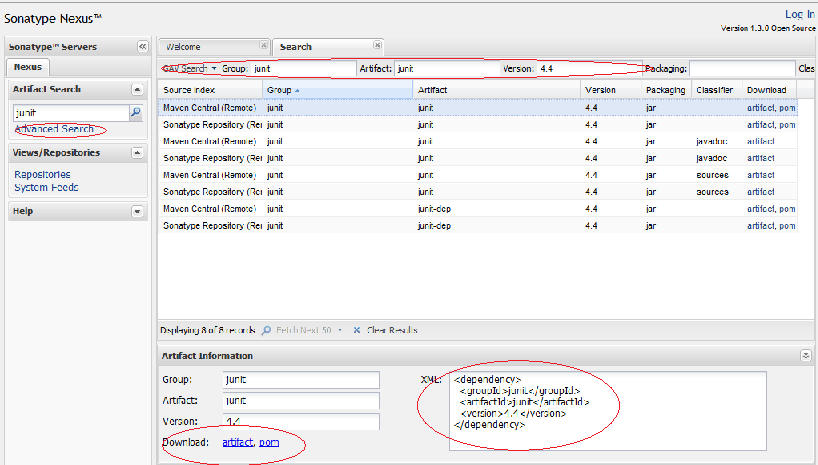 Sonatype Nexus™
Log In
Version 1.3.0 Open Source
Sonatype™ Servers
Nexus
Artifact Search
junit
Advanced Search
Views/Repositories
Repositories
System Feeds
Help
Welcome
Search
GAV Search Group: junit Artifact: junit Version: 4.4 Packaging: Clas
Source Index Group Artifact Version Packaging Classifier Download
Maven Central (Remote) junit junit 4.4 jar artifact, pom
Sonatype Repository (Rem junit junit 4.4 jar artifact, pom
Maven Central (Remote) junit junit 4.4 jar javadoc artifact
Sonatype Repository (Rem junit junit 4.4 jar javadoc artifact
Maven Central (Remote) junit junit 4.4 jar sources artifact
Sonatype Repository (Rem junit junit 4.4 jar sources artifact
Maven Central (Remote) junit junit-dep 4.4 jar artifact, pom
Sonatype Repository (Rem junit junit-dep 4.4 jar artifact, pom
Displaying 8 of 8 records Fetch Next 50 Clear Results
Artifact Information
Group: junit
Artifact: junit
Version: 4.4
Download: artifact, pom
XML: <dependency>
<groupId>junit</groupId>
<artifactId>junit</artifactId>
<version>4.4</version>
</dependency>